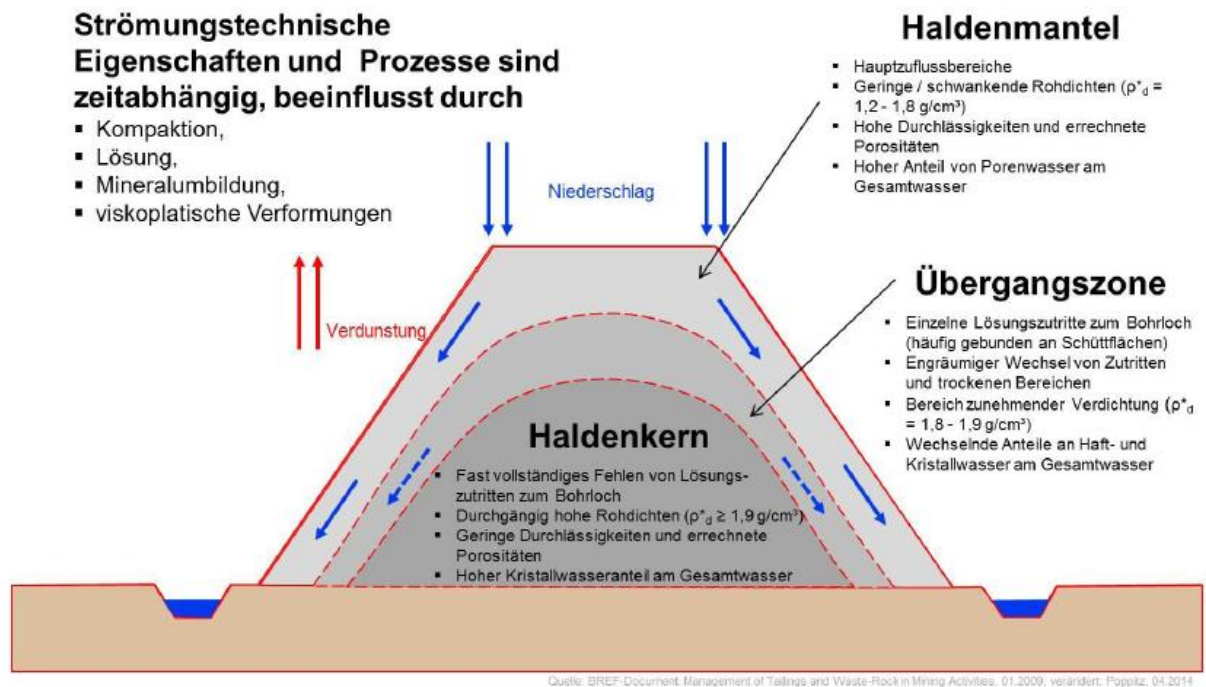 Strömungstechnische
Eigenschaften und Prozesse sind
zeitabhängig, beeinflusst durch
▪ Kompaktion,
▪ Lösung,
▪ Mineralumbildung,
▪ viskoplatische Verformungen
Haldenmantel
▪ Hauptzuflussbereiche
▪ Geringe / schwankende Rohdichten (ρ*d =
1,2 - 1,8 g/cm³)
▪ Hohe Durchlässigkeiten und errechnete
Porositäten
▪ Hoher Anteil von Porenwasser am
Gesamtwasser
Niederschlag
Verdunstung
Übergangszone
▪ Einzelne Lösungszutritte zum Bohrloch
(häufig gebunden an Schüttflächen)
▪ Engräumiger Wechsel von Zutritten
und trockenen Bereichen
▪ Bereich zunehmender Verdichtung (ρ*d
= 1,8 - 1,9 g/cm³)
▪ Wechselnde Anteile an Haft- und
Kristallwasser am Gesamtwasser
Haldenkern
▪ Fast vollständiges Fehlen von Lösungs-
zutritten zum Bohrloch
▪ Durchgängig hohe Rohdichten (ρ*d ≥ 1,9 g/cm³)
▪ Geringe Durchlässigkeiten und errechnete
Porositäten
▪ Hoher Kristallwasseranteil am Gesamtwasser
Quelle: BREF-Document: Management of Tailings and Waste-Rock in Mining Activities, 01.2009; verändert: Poppitz, 04.2014